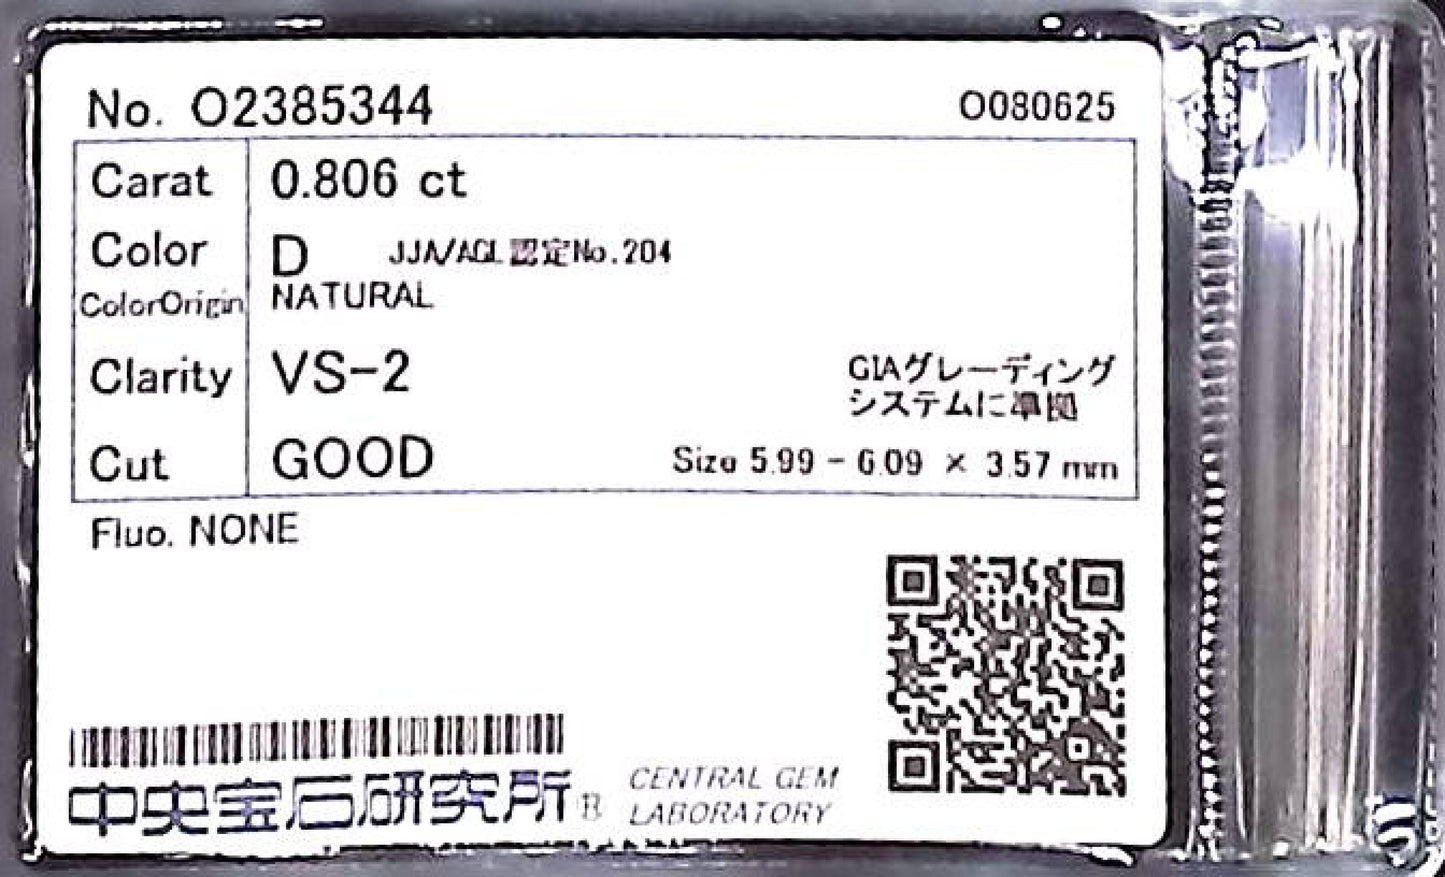 No. O2385344 O080625
Carat 0.806 ct
Color D JJA/AGL 認定No.204
ColorOrigin NATURAL
Clarity VS-2 GIAグレーディング
システムに準拠
Cut GOOD Size 5.99 - 6.09 × 3.57 mm
Fluo. NONE
中央宝石研究所® CENTRAL GEM
LABORATORY